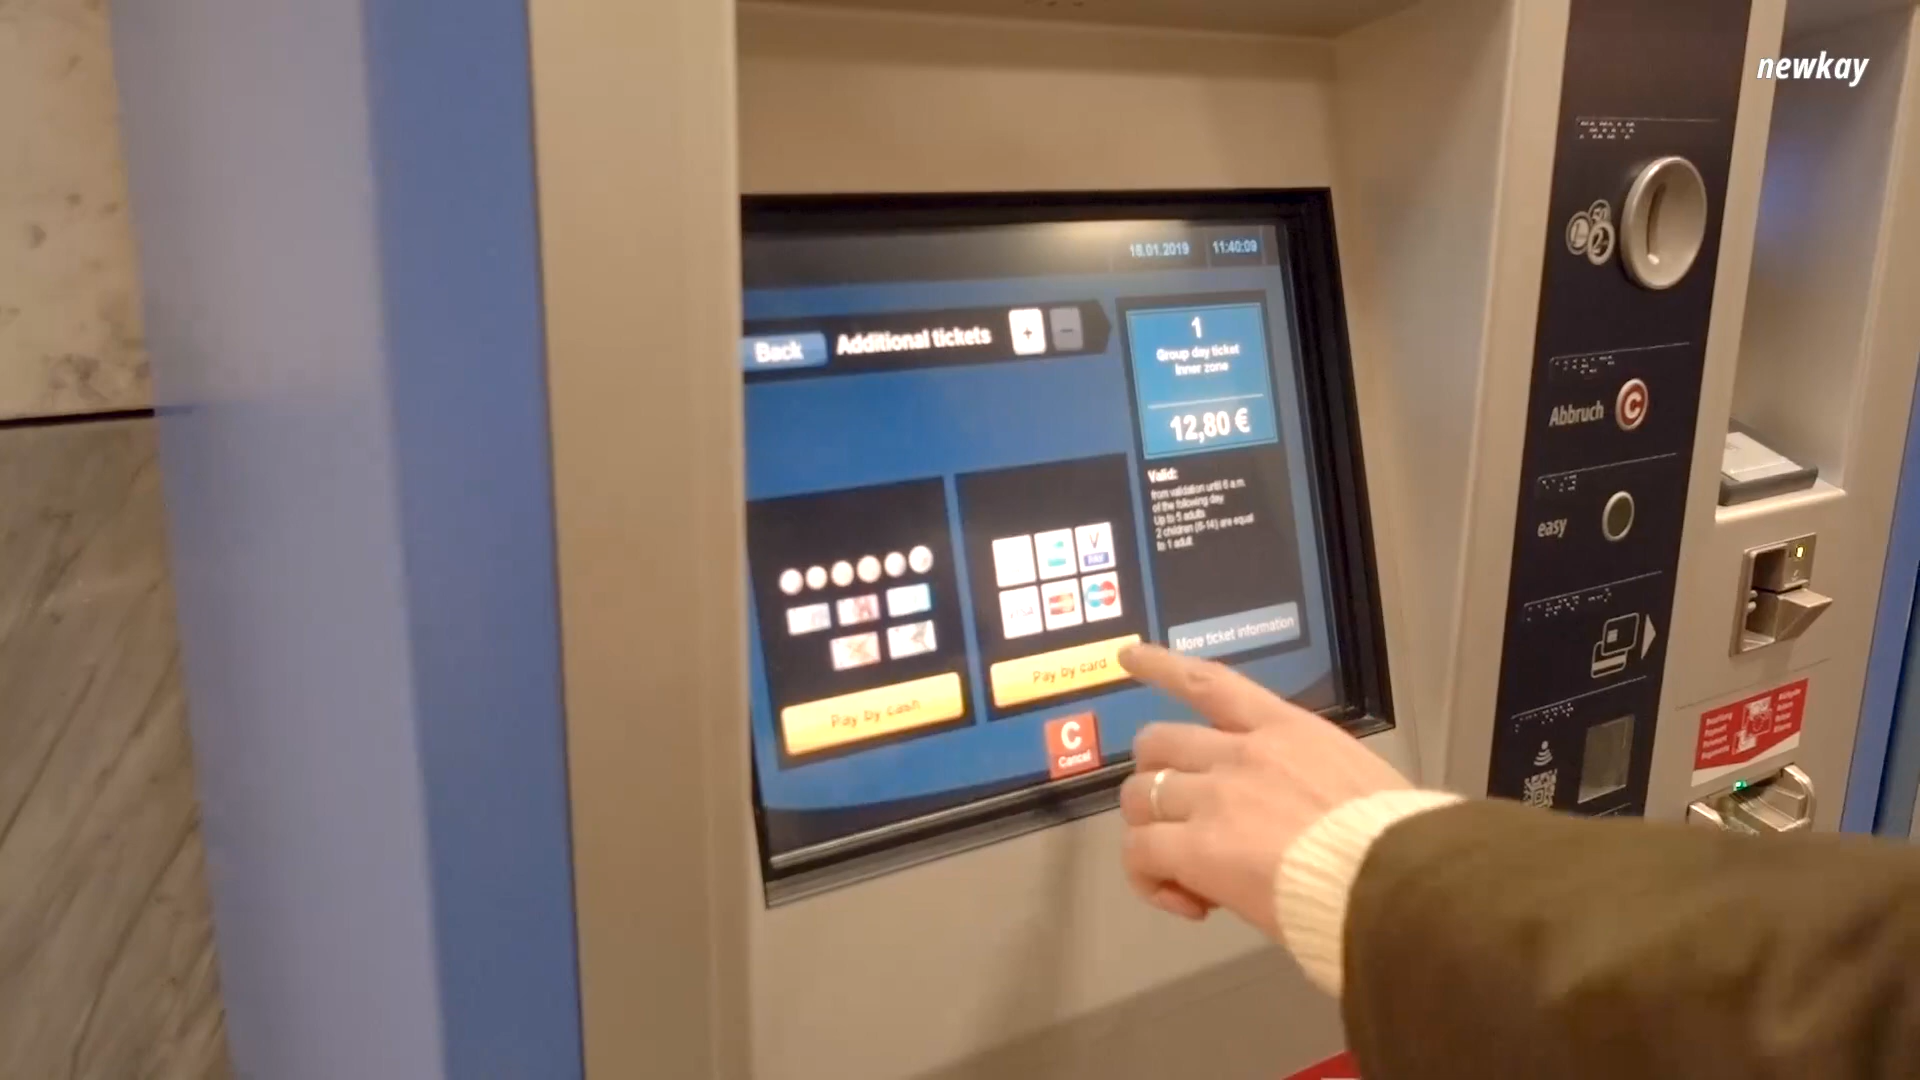 newkay
15.01.2019 11:40:09
Back Additional tickets + -
1
Group day ticket
Inner zone
12,80 €
Valid:
from validation until 6 a.m.
of the following day
Up to 5 adults
2 children (6-14) are equal
to 1 adult
More ticket information
VISA
Pay by card
Pay by cash
C
Cancel
Abbruch C
easy